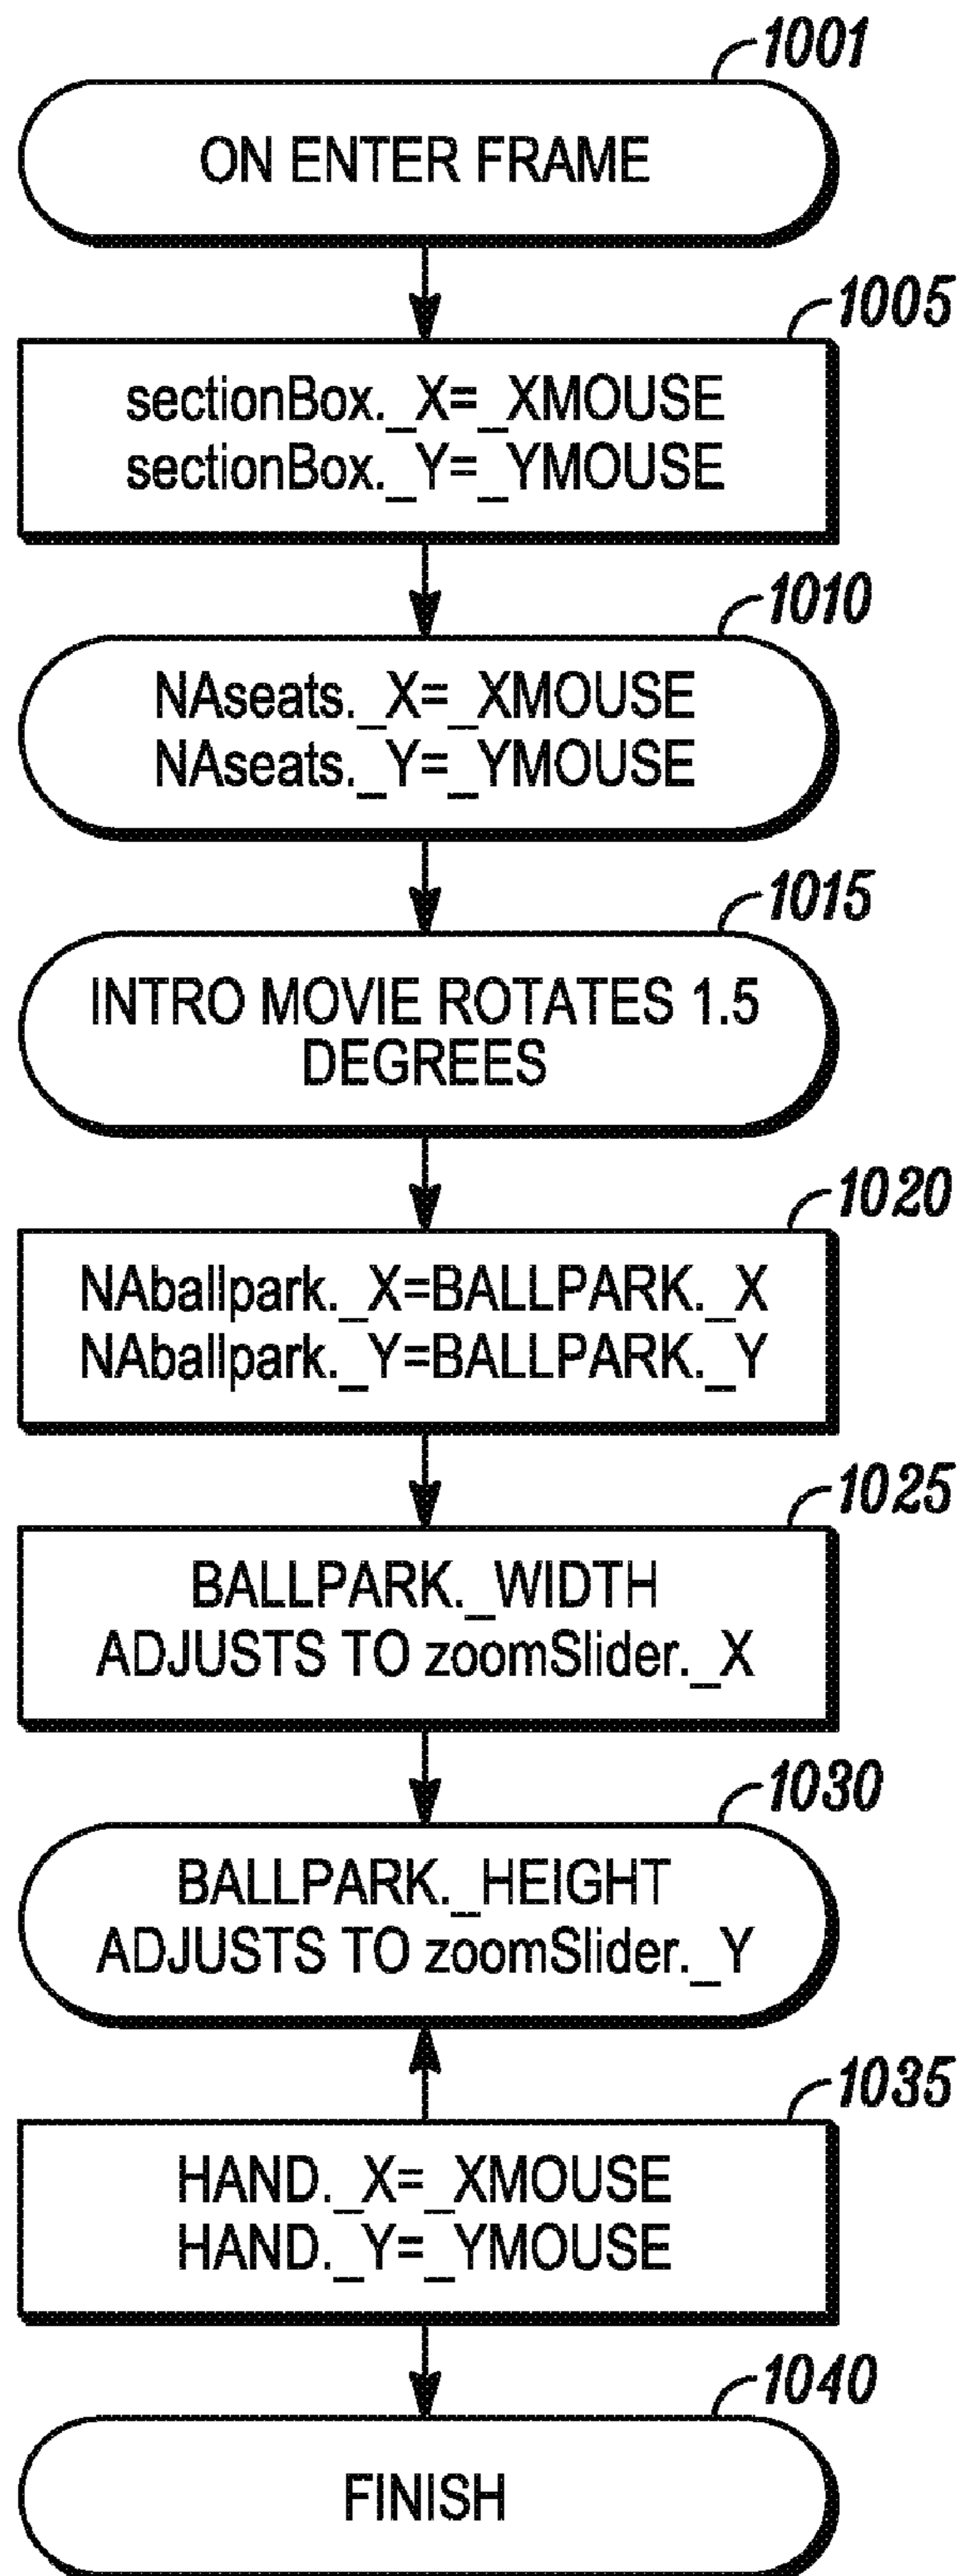 1001
ON ENTER FRAME
1005
sectionBox._X=_XMOUSE
sectionBox._Y=_YMOUSE
1010
NAseats._X=_XMOUSE
NAseats._Y=_YMOUSE
1015
INTRO MOVIE ROTATES 1.5
DEGREES
1020
NAballpark._X=BALLPARK._X
NAballpark._Y=BALLPARK._Y
1025
BALLPARK._WIDTH
ADJUSTS TO zoomSlider._X
1030
BALLPARK._HEIGHT
ADJUSTS TO zoomSlider._Y
1035
HAND._X=_XMOUSE
HAND._Y=_YMOUSE
1040
FINISH